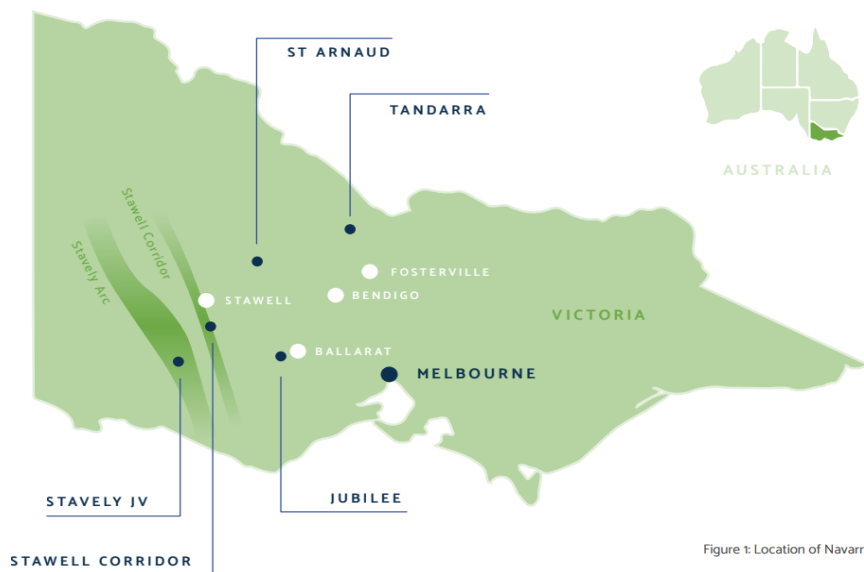 ST ARNAUD
TANDARRA
AUSTRALIA
Stawell Corridor
Stavely Arc
FOSTERVILLE
BENDIGO
STAWELL
VICTORIA
BALLARAT
MELBOURNE
STAVELY JV
JUBILEE
STAWELL CORRIDOR
Figure 1: Location of Navarr